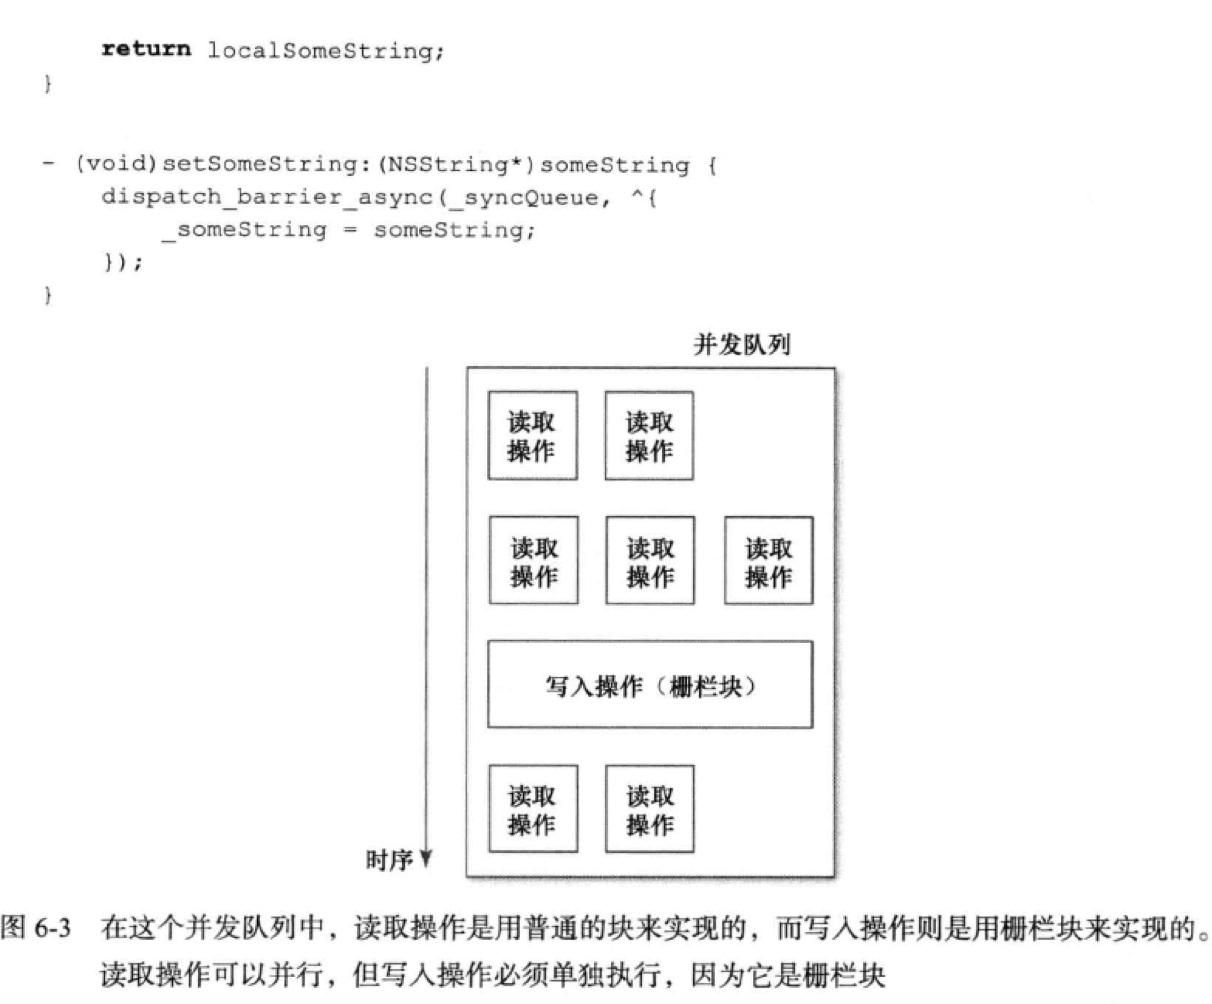 return localSomeString;
}
- (void)setSomeString:(NSString*)someString {
dispatch_barrier_async(_syncQueue, ^{
_someString = someString;
});
}
并发队列
读取
操作
读取
操作
读取
操作
读取
操作
读取
操作
写入操作（栅栏块）
读取
操作
读取
操作
时序
图 6-3 在这个并发队列中，读取操作是用普通的块来实现的，而写入操作则是用栅栏块来实现的。
读取操作可以并行，但写入操作必须单独执行，因为它是栅栏块